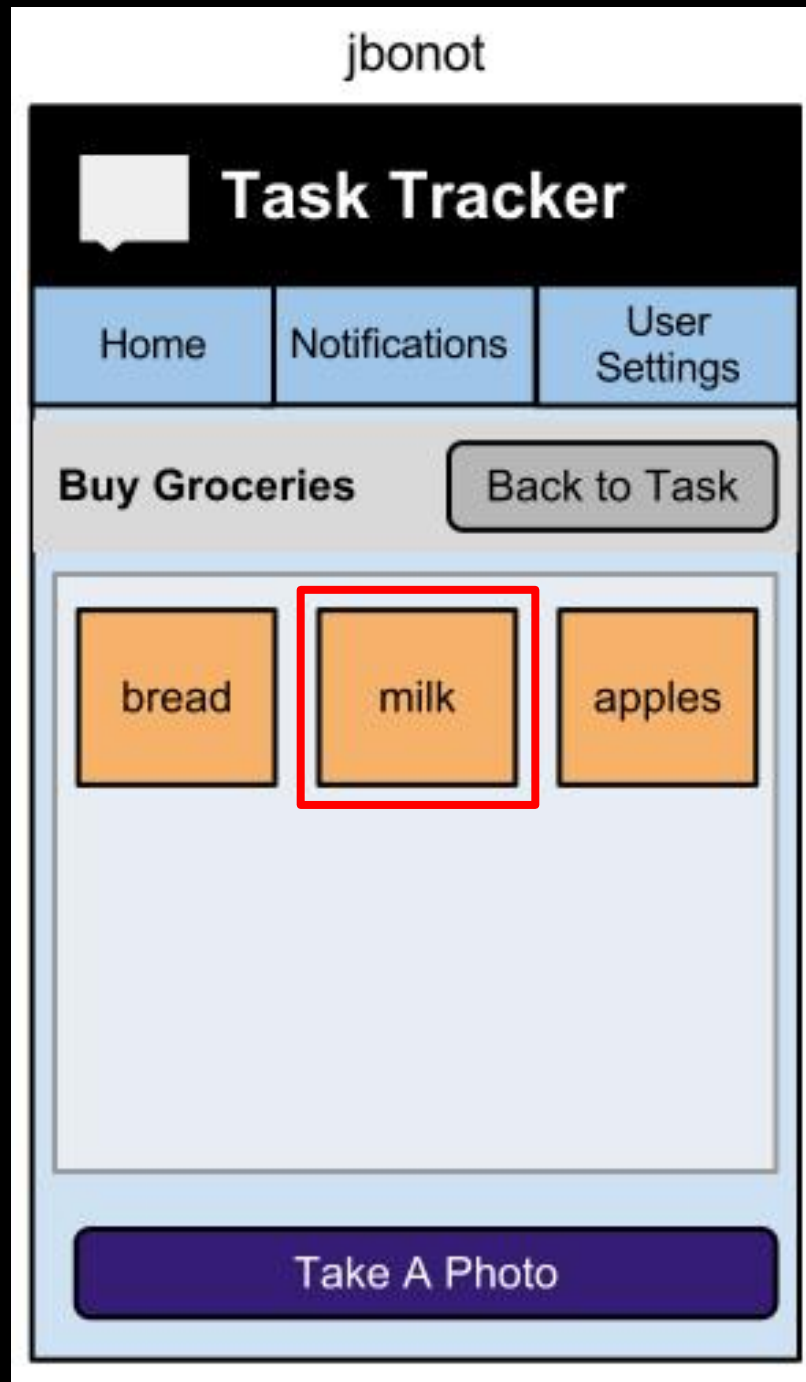 jbonot
Task Tracker
Home
Notifications
User
Settings
Buy Groceries
Back to Task
bread
milk
apples
Take A Photo